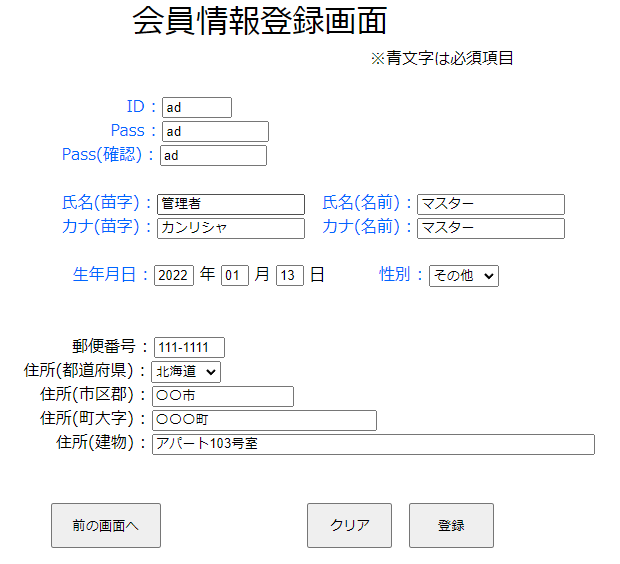 会員情報登録画面
※青文字は必須項目
ID : ad
Pass : ad
Pass(確認) : ad
氏名(苗字) : 管理者 氏名(名前) : マスター
カナ(苗字) : カンリシャ カナ(名前) : マスター
生年月日 : 2022 年 01 月 13 日 性別 : その他
郵便番号 : 111-1111
住所(都道府県) : 北海道
住所(市区郡) : 〇〇市
住所(町大字) : 〇〇〇町
住所(建物) : アパート103号室
前の画面へ クリア 登録